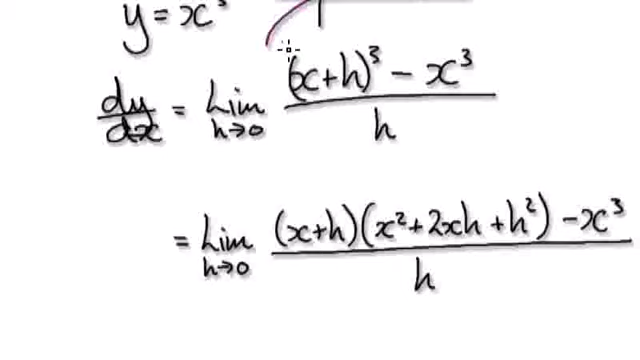 y = x³
dy/dx = Lim h→0 (x+h)³ − x³ / h
= Lim h→0 (x+h)(x²+2xh+h²) − x³ / h